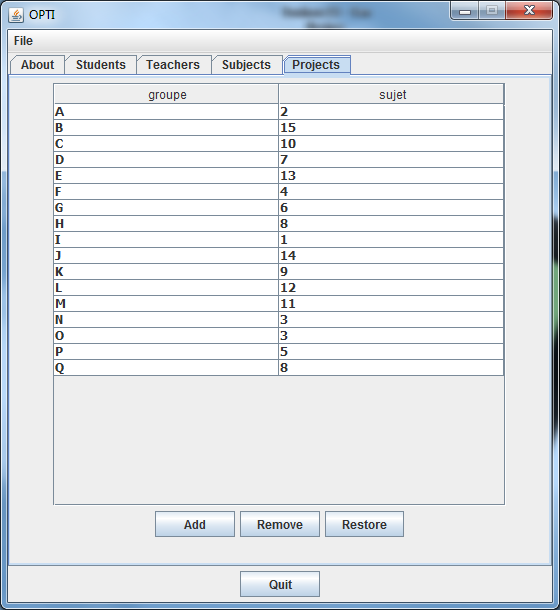 OPTI
File
About Students Teachers Subjects Projects
groupe sujet
A 2
B 15
C 10
D 7
E 13
F 4
G 6
H 8
I 1
J 14
K 9
L 12
M 11
N 3
O 3
P 5
Q 8
Add Remove Restore
Quit